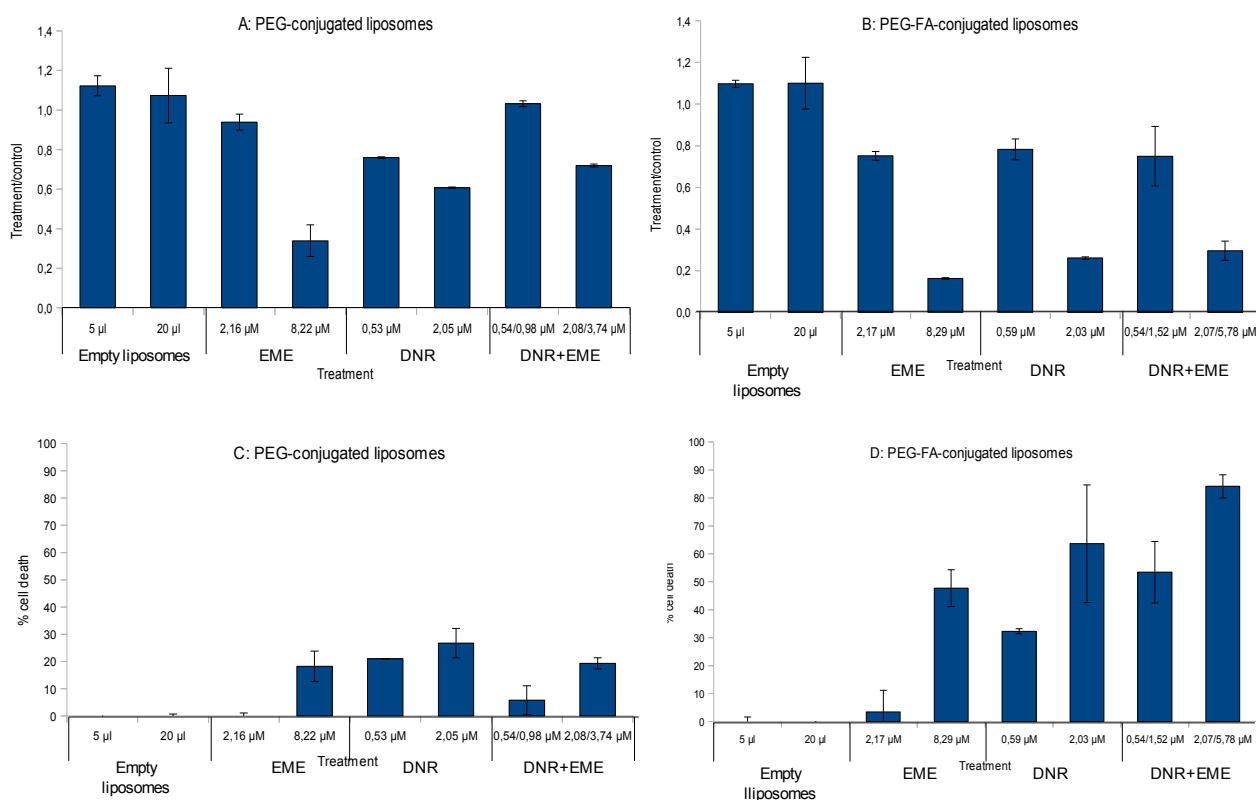 A: PEG-conjugated liposomes
1,4
1,2
1,0
0,8
0,6
0,4
0,2
0,0
Treatment/control
5 µl 20 µl 2,16 µM 8,22 µM 0,53 µM 2,05 µM 0,54/0,98 µM 2,08/3,74 µM
Empty liposomes EME DNR DNR+EME
Treatment
B: PEG-FA-conjugated liposomes
1,4
1,2
1,0
0,8
0,6
0,4
0,2
0,0
Treatment/control
5 µl 20 µl 2,17 µM 8,29 µM 0,59 µM 2,03 µM 0,54/1,52 µM 2,07/5,78 µM
Empty
liposomes
EME DNR DNR+EME
Treatment
C: PEG-conjugated liposomes
100
90
80
70
60
50
40
30
20
10
0
% cell death
5 µl 20 µl 2,16 µM 8,22 µM 0,53 µM 2,05 µM 0,54/0,98 µM 2,08/3,74 µM
Empty
liposomes
EME DNR DNR+EME
Treatment
D: PEG-FA-conjugated liposomes
100
90
80
70
60
50
40
30
20
10
0
% cell death
5 µl 20 µl 2,17 µM 8,29 µM 0,59 µM 2,03 µM 0,54/1,52 µM 2,07/5,78 µM
Empty
lliposomes
EME DNR DNR+EME
Treatment